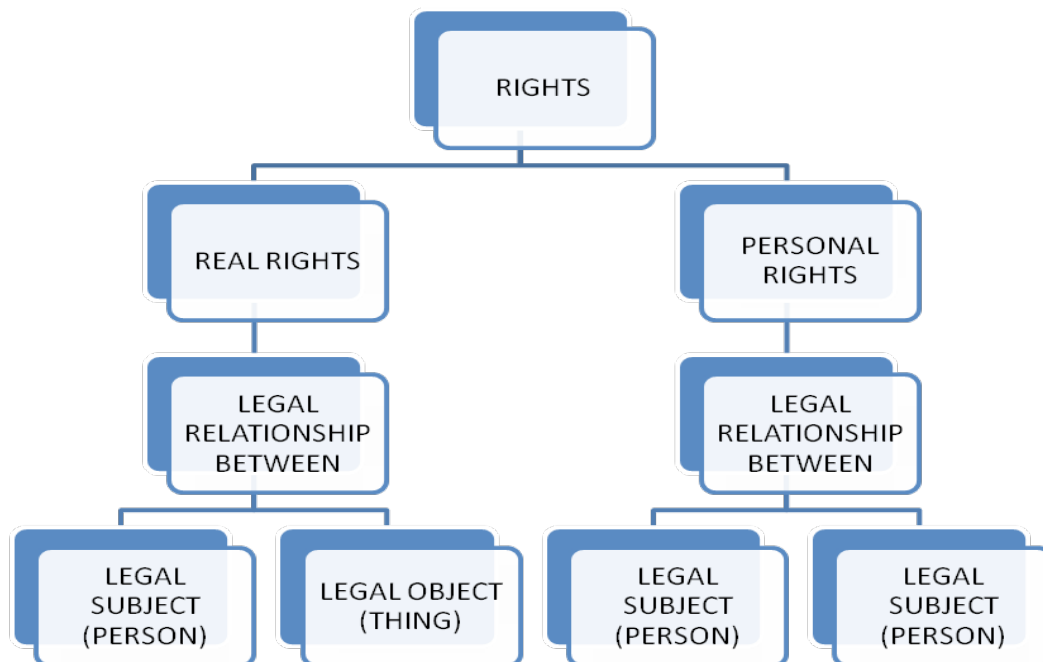 RIGHTS
REAL RIGHTS
PERSONAL
RIGHTS
LEGAL
RELATIONSHIP
BETWEEN
LEGAL
RELATIONSHIP
BETWEEN
LEGAL
SUBJECT
(PERSON)
LEGAL OBJECT
(THING)
LEGAL
SUBJECT
(PERSON)
LEGAL
SUBJECT
(PERSON)